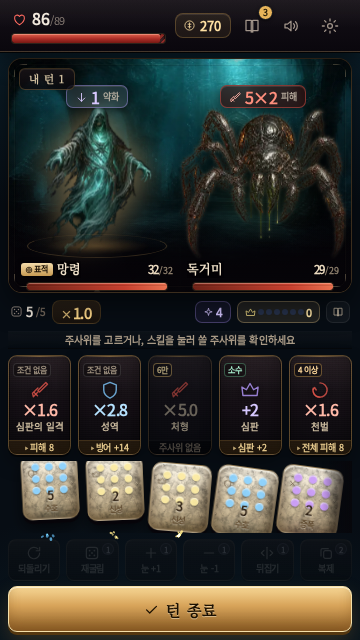 86/89
270
3
내 턴 1
1 약화
5×2 피해
표적 망령
32/32
독거미
29/29
5/5
×1.0
4
0
주사위를 고르거나, 스킬을 눌러 쓸 주사위를 확인하세요
조건 없음
×1.6
심판의 일격
피해 8
조건 없음
×2.8
성역
방어 +14
6만
×5.0
처형
주사위 없음
소수
+2
심판
심판 +2
4 이상
×1.6
천벌
전체 피해 8
5
2
3
5
2
되돌리기
재굴림
1
눈 +1
1
눈 -1
1
뒤집기
1
복제
2
턴 종료